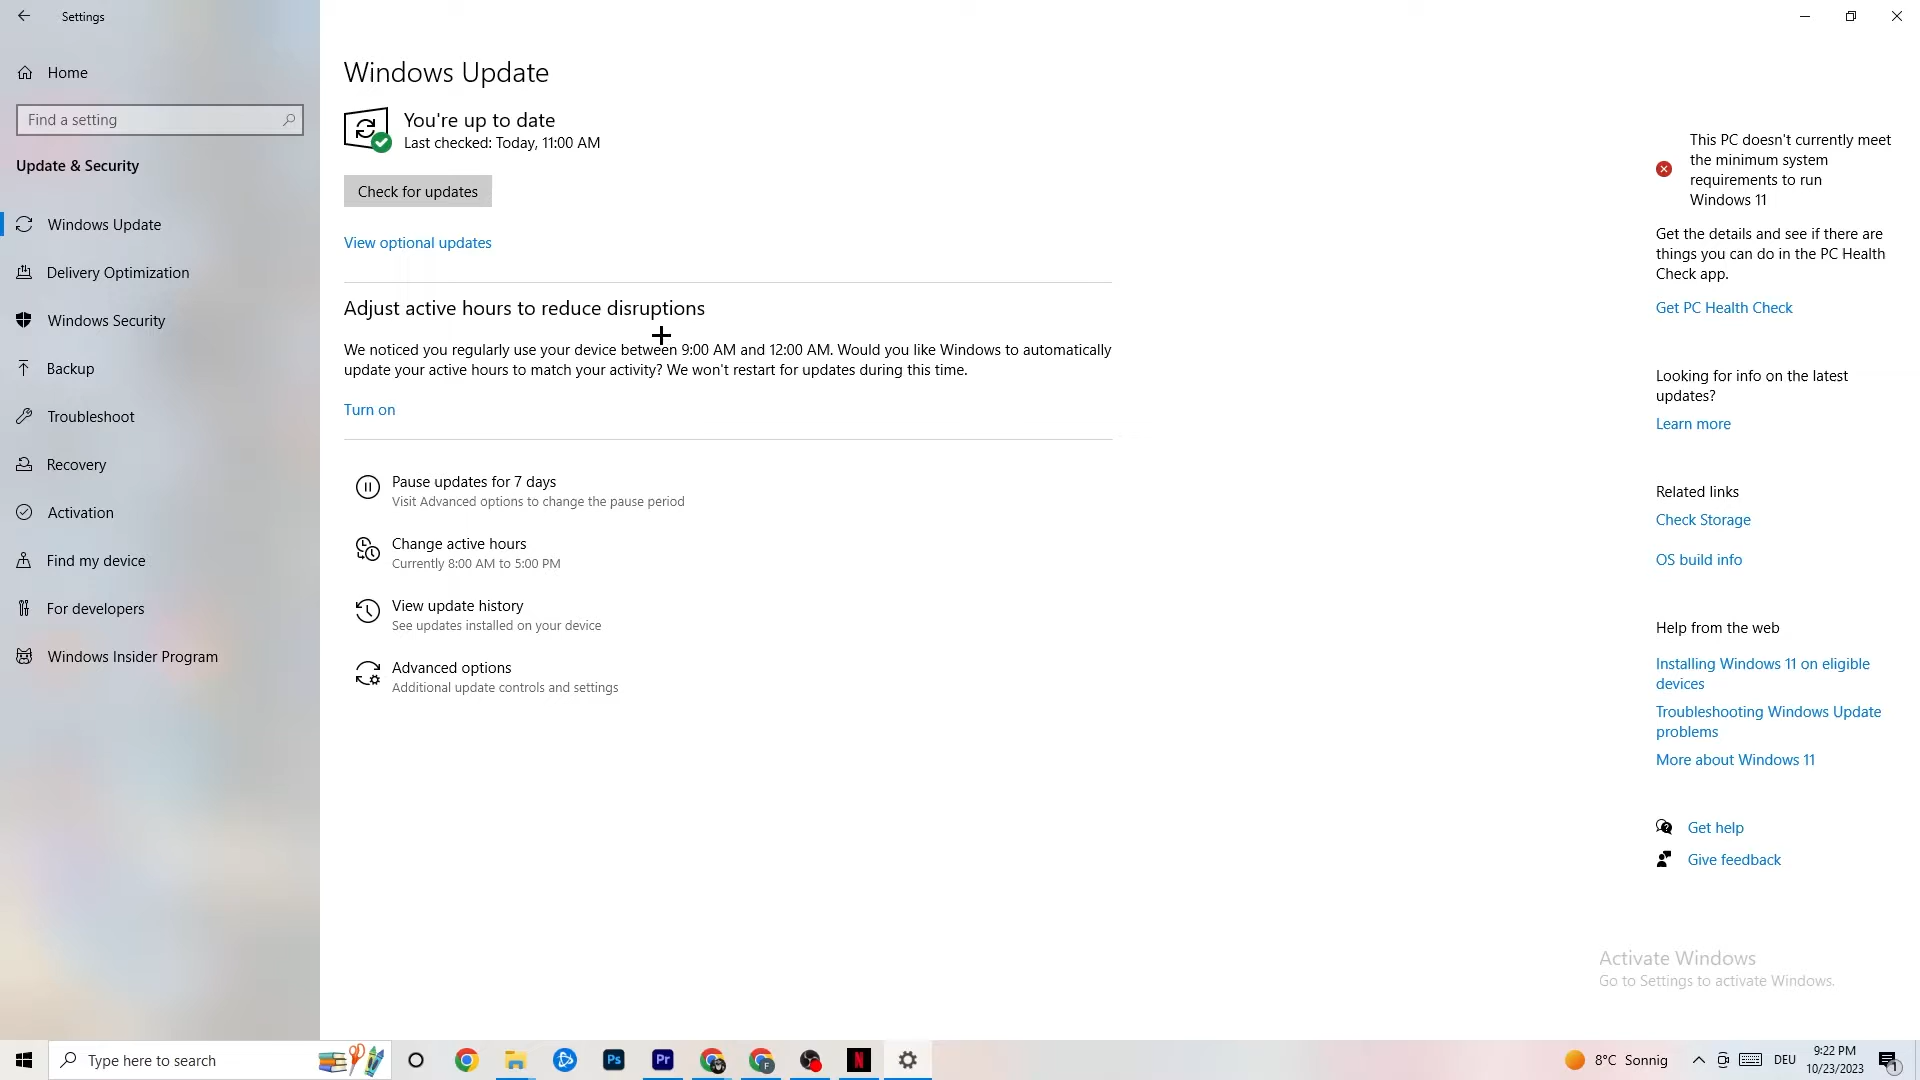 Settings
Home
Find a setting
Update & Security
Windows Update
Delivery Optimization
Windows Security
Backup
Troubleshoot
Recovery
Activation
Find my device
For developers
Windows Insider Program
Windows Update
You're up to date
Last checked: Today, 11:00 AM
Check for updates
View optional updates
Adjust active hours to reduce disruptions
We noticed you regularly use your device between 9:00 AM and 12:00 AM. Would you like Windows to automatically
update your active hours to match your activity? We won't restart for updates during this time.
Turn on
Pause updates for 7 days
Visit Advanced options to change the pause period
Change active hours
Currently 8:00 AM to 5:00 PM
View update history
See updates installed on your device
Advanced options
Additional update controls and settings
This PC doesn't currently meet
the minimum system
requirements to run
Windows 11
Get the details and see if there are
things you can do in the PC Health
Check app.
Get PC Health Check
Looking for info on the latest
updates?
Learn more
Related links
Check Storage
OS build info
Help from the web
Installing Windows 11 on eligible
devices
Troubleshooting Windows Update
problems
More about Windows 11
Get help
Give feedback
Activate Windows
Go to Settings to activate Windows.
Type here to search
Ps
Pr
F
N
8°C Sonnig
DEU
9:22 PM
10/23/2023
1